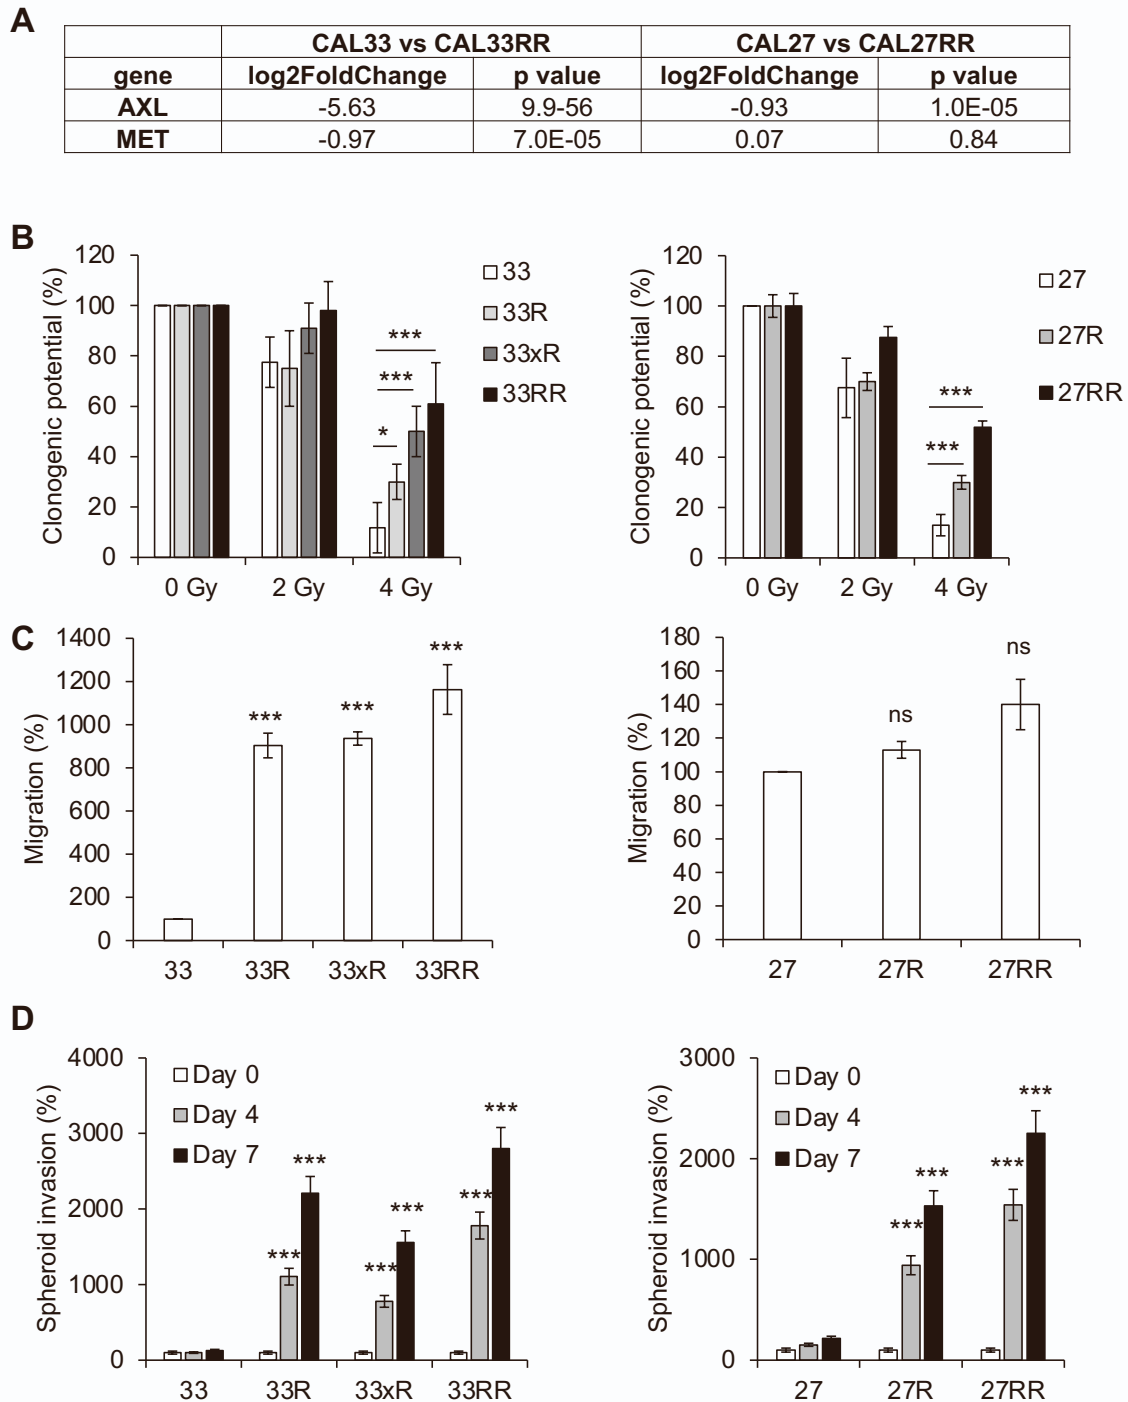 A
CAL33 vs CAL33RR CAL27 vs CAL27RR
gene log2FoldChange p value log2FoldChange p value
AXL -5.63 9.9-56 -0.93 1.0E-05
MET -0.97 7.0E-05 0.07 0.84
B
Clonogenic potential (%)
120
100
80
60
40
20
0
0 Gy 2 Gy 4 Gy
*
***
***
33
33R
33xR
33RR
Clonogenic potential (%)
120
100
80
60
40
20
0
0 Gy 2 Gy 4 Gy
***
***
27
27R
27RR
C
Migration (%)
1400
1200
1000
800
600
400
200
0
*** *** ***
33 33R 33xR 33RR
Migration (%)
180
160
140
120
100
80
60
40
20
0
ns ns
27 27R 27RR
D
Spheroid invasion (%)
4000
3000
2000
1000
0
Day 0
Day 4
Day 7
*** *** *** *** *** ***
33 33R 33xR 33RR
Spheroid invasion (%)
3000
2000
1000
0
Day 0
Day 4
Day 7
*** *** *** ***
27 27R 27RR